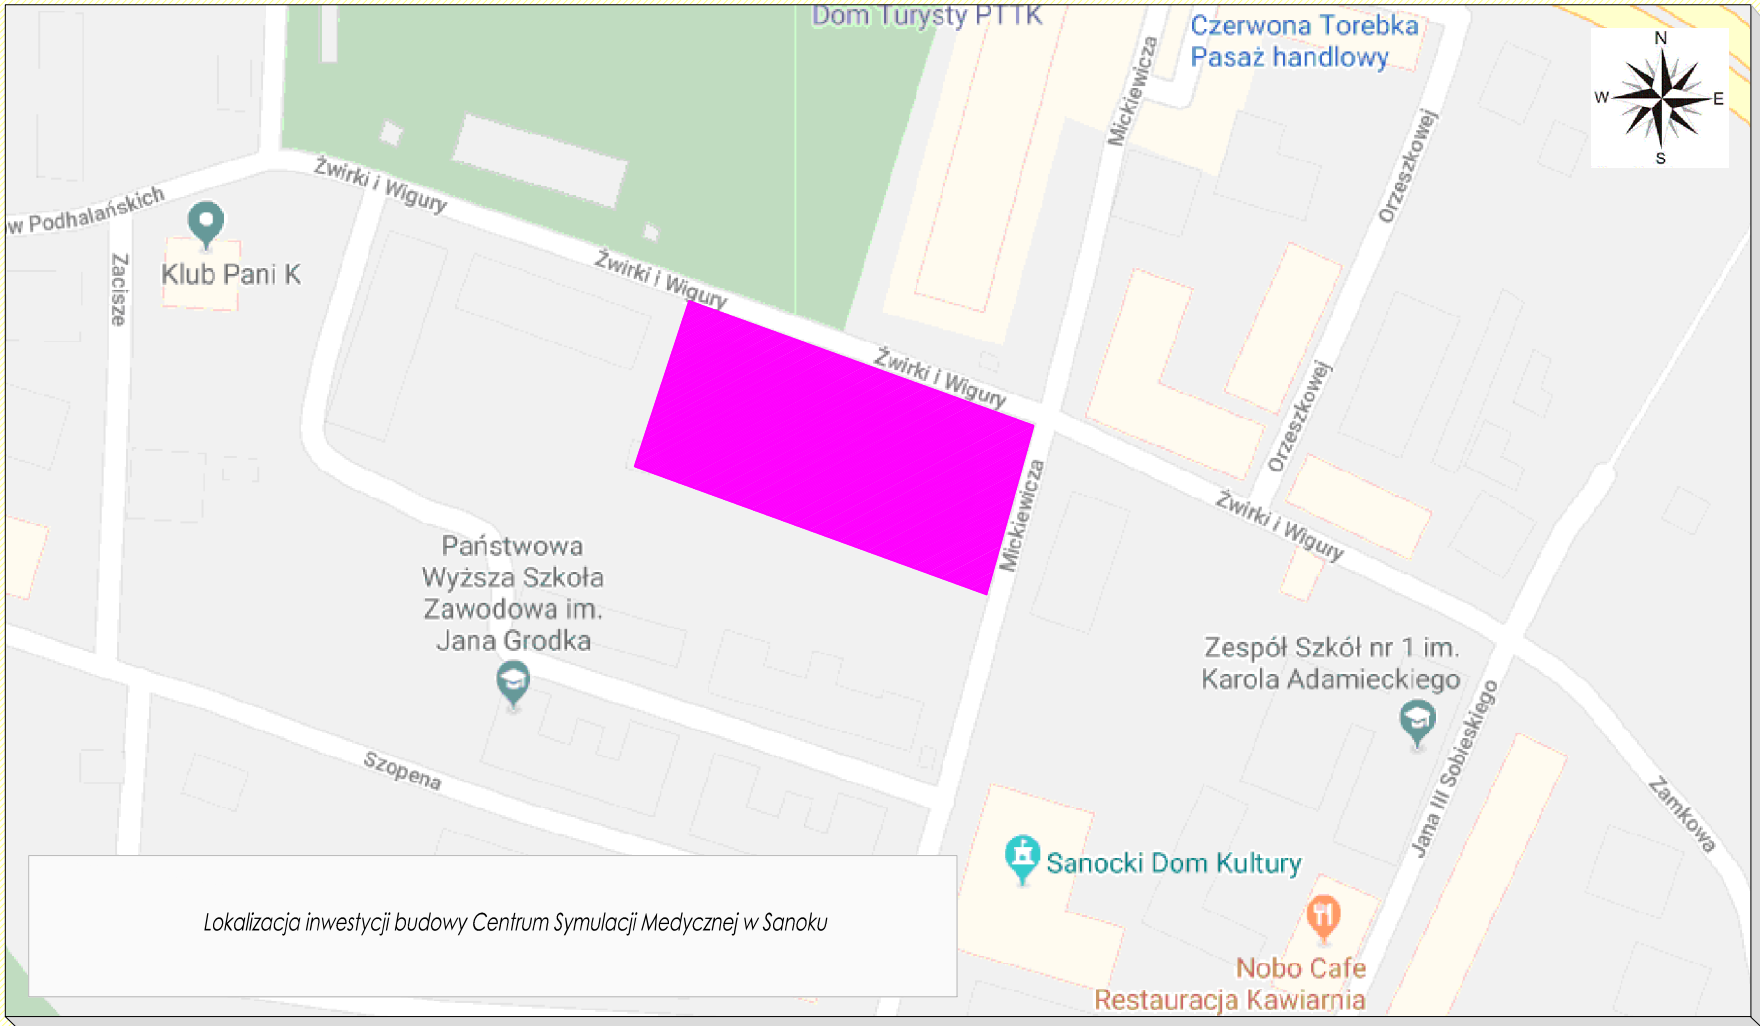 Dom Turysty PTTK
Czerwona Torebka
Pasaż handlowy
N
W
E
S
Mickiewicza
Orzeszkowej
Żwirki i Wigury
ów Podhalańskich
Klub Pani K
Zacisze
Żwirki i Wigury
Żwirki i Wigury
Orzeszkowej
Mickiewicza
Żwirki i Wigury
Państwowa
Wyższa Szkoła
Zawodowa im.
Jana Grodka
Zespół Szkół nr 1 im.
Karola Adamieckiego
Jana III Sobieskiego
Szopena
Zamkowa
Sanocki Dom Kultury
Lokalizacja inwestycji budowy Centrum Symulacji Medycznej w Sanoku
Nobo Cafe
Restauracja Kawiarnia